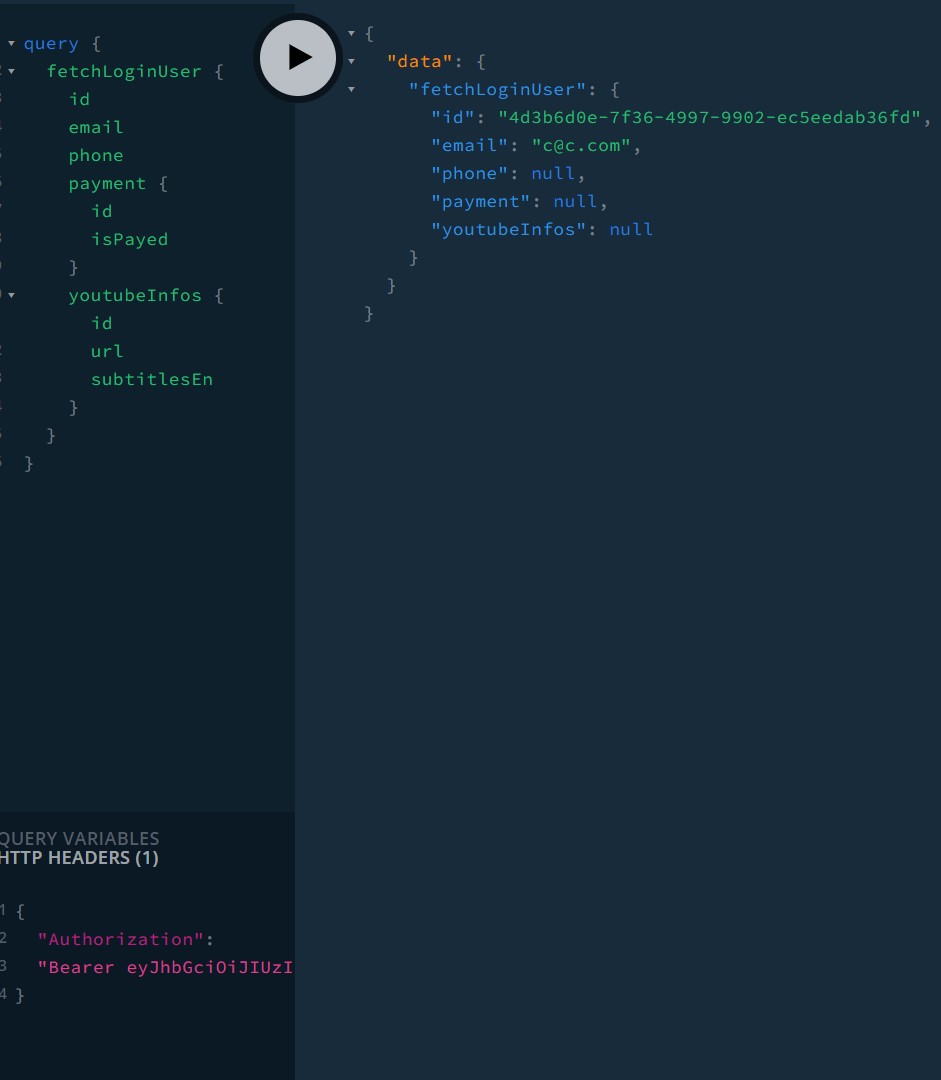 query {
fetchLoginUser {
id
email
phone
payment {
id
isPayed
}
youtubeInfos {
id
url
subtitlesEn
}
}
}
QUERY VARIABLES
HTTP HEADERS (1)
1 {
2 "Authorization":
3 "Bearer eyJhbGciOiJIUzI
4 }
{
"data": {
"fetchLoginUser": {
"id": "4d3b6d0e-7f36-4997-9902-ec5eedab36fd",
"email": "c@c.com",
"phone": null,
"payment": null,
"youtubeInfos": null
}
}
}